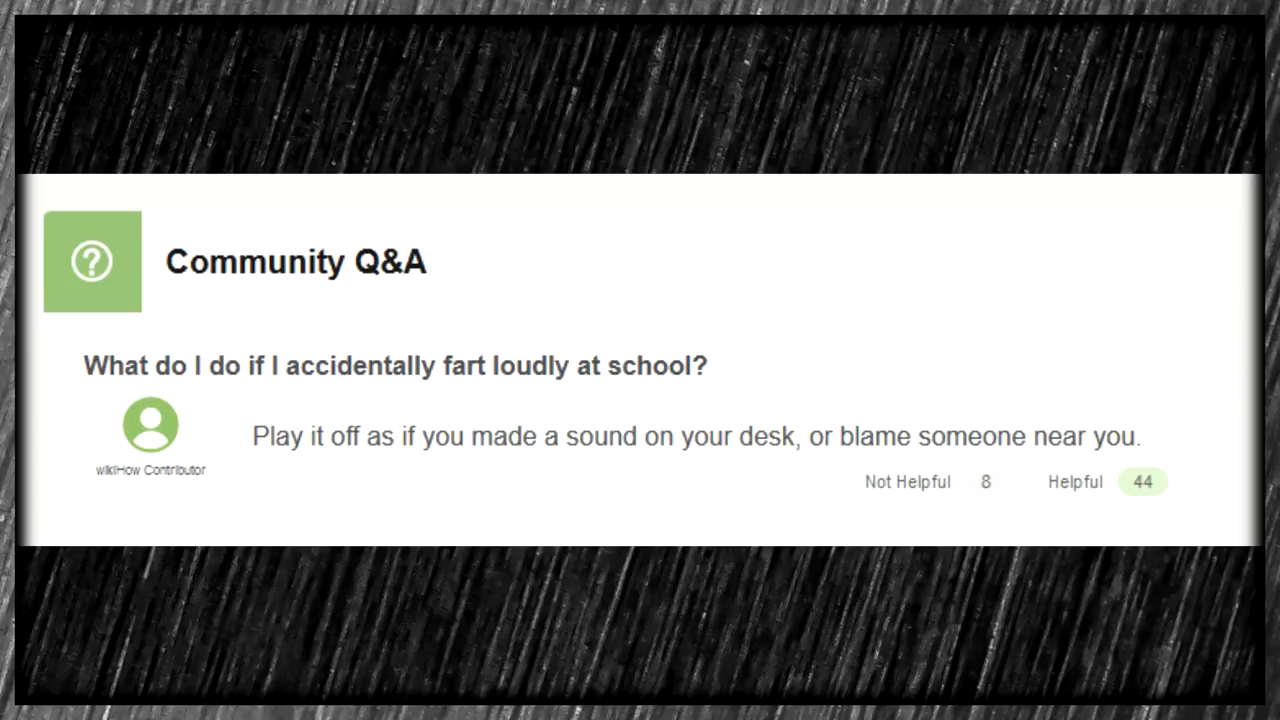 Community Q&A
What do I do if I accidentally fart loudly at school?
Play it off as if you made a sound on your desk, or blame someone near you.
wikiHow Contributor
Not Helpful 8 Helpful 44